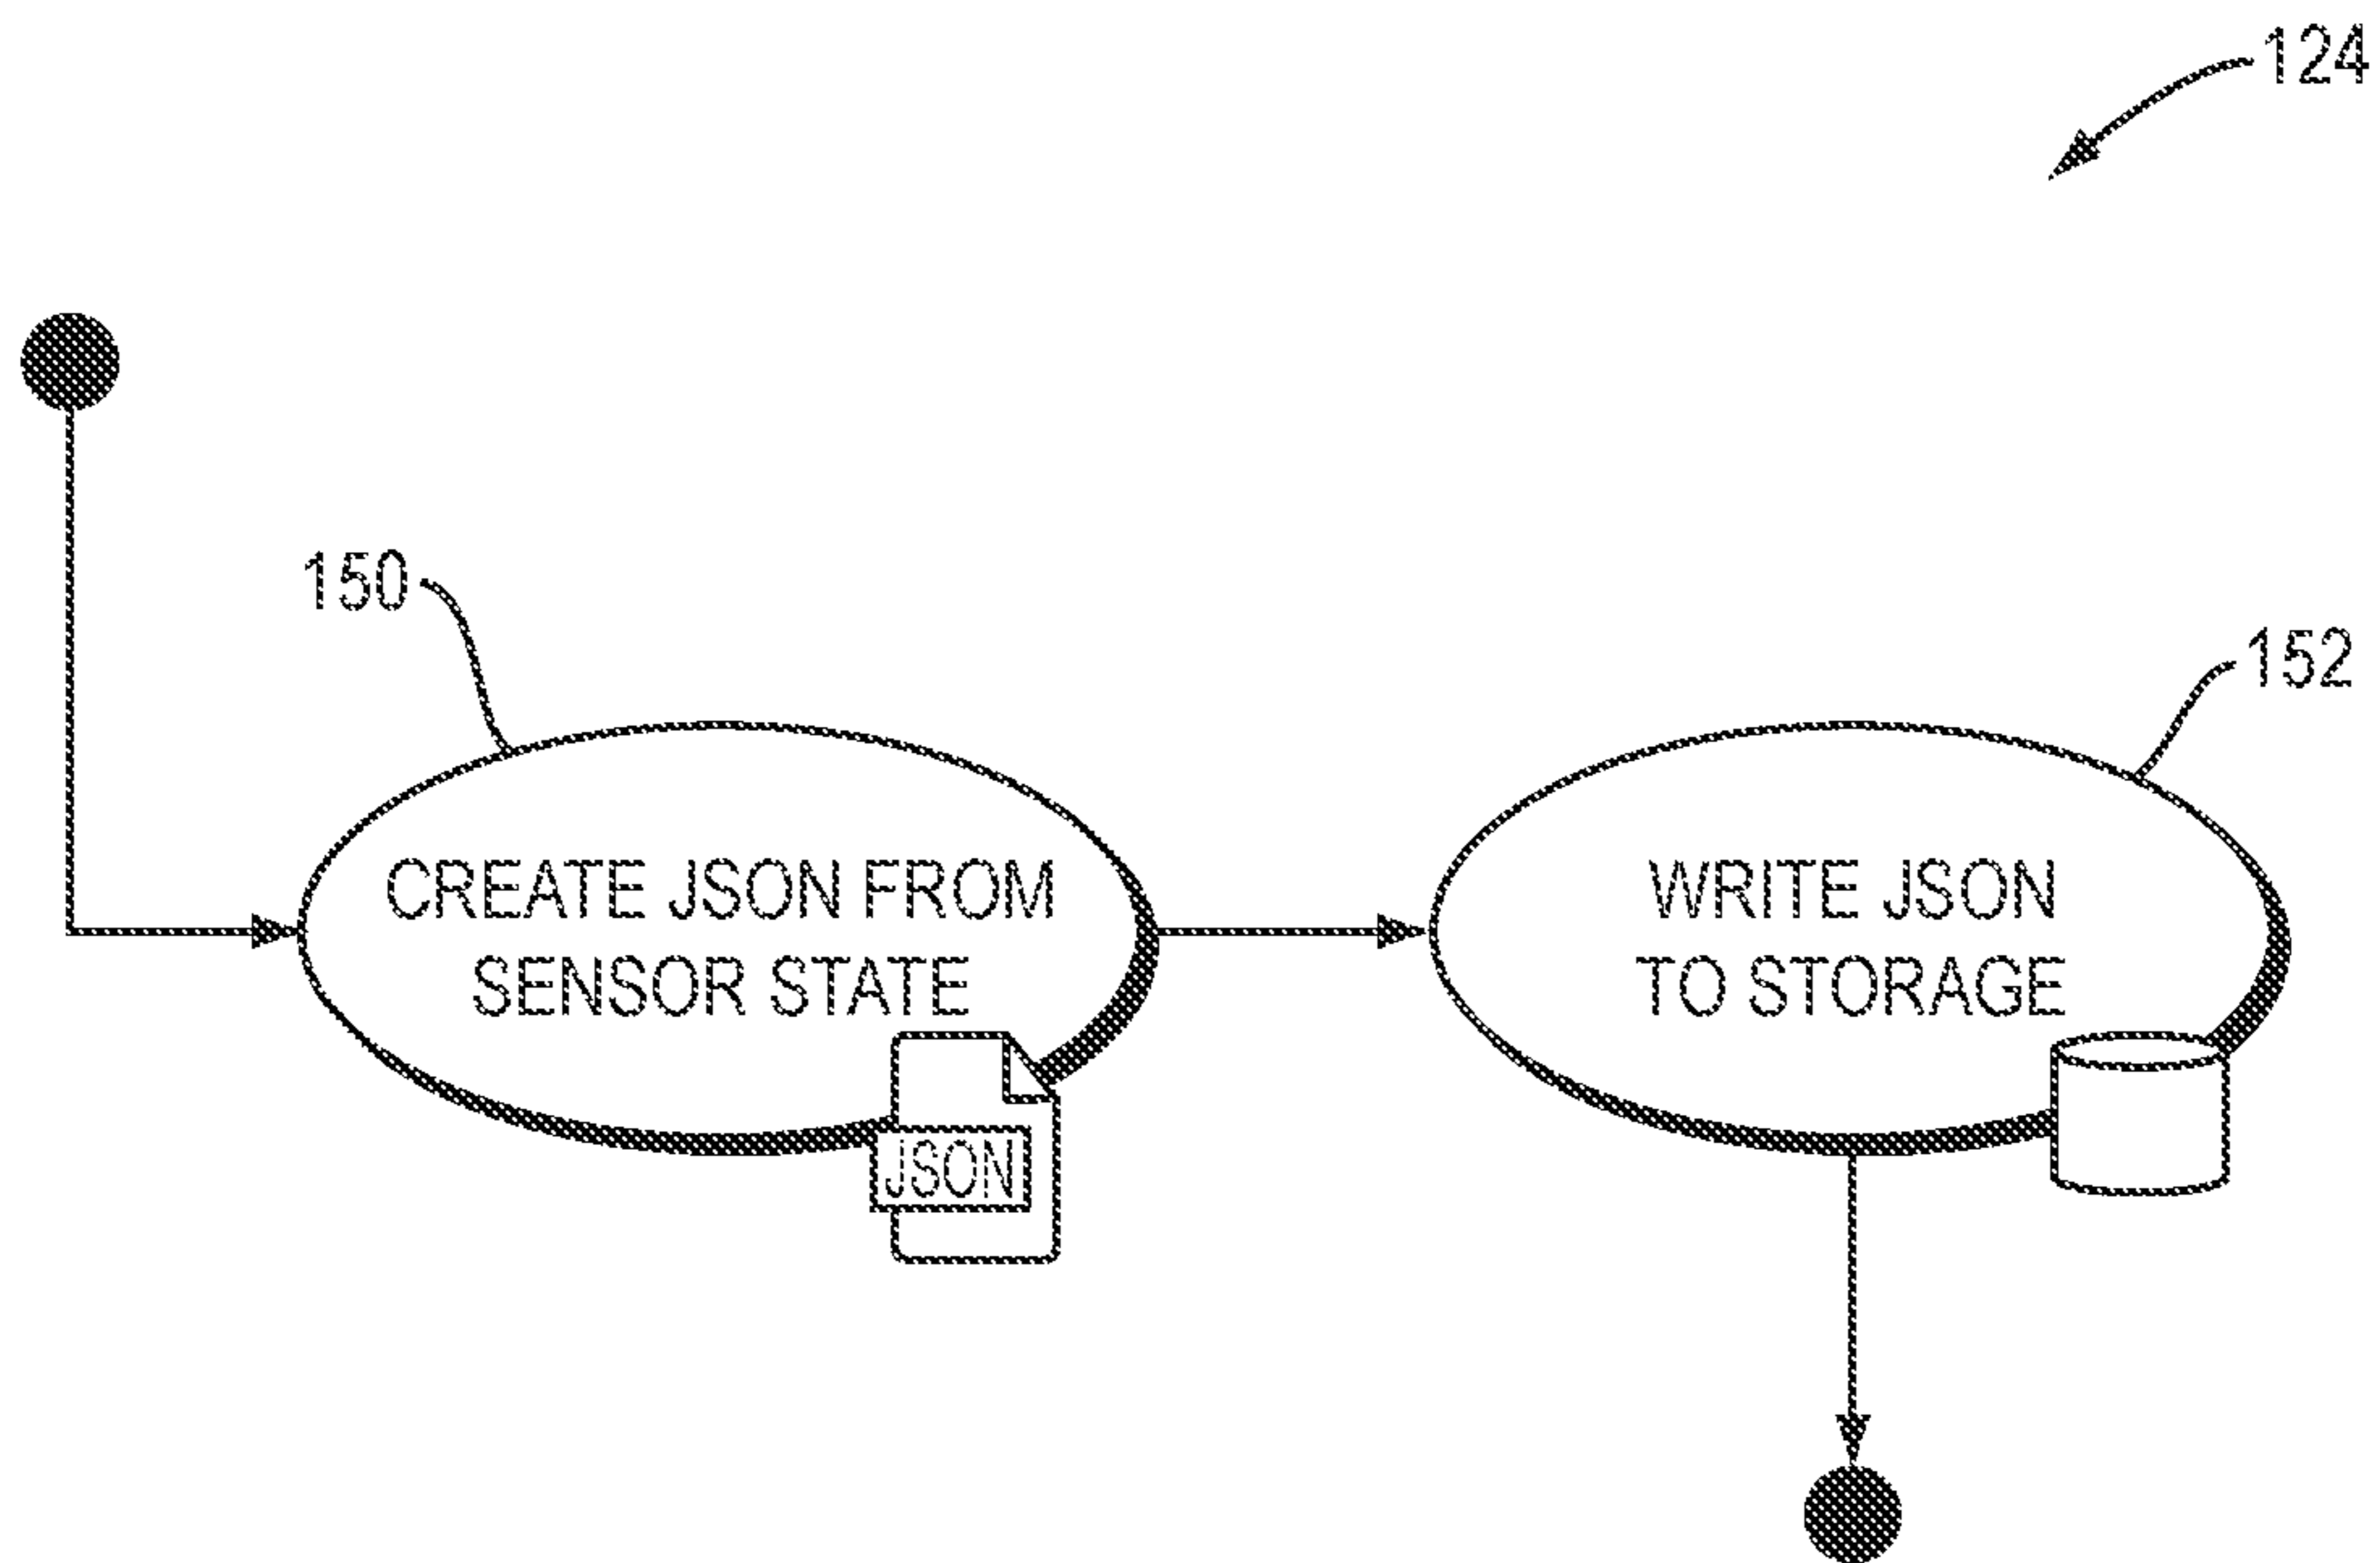 124
150
152
CREATE JSON FROM
SENSOR STATE
JSON
WRITE JSON
TO STORAGE